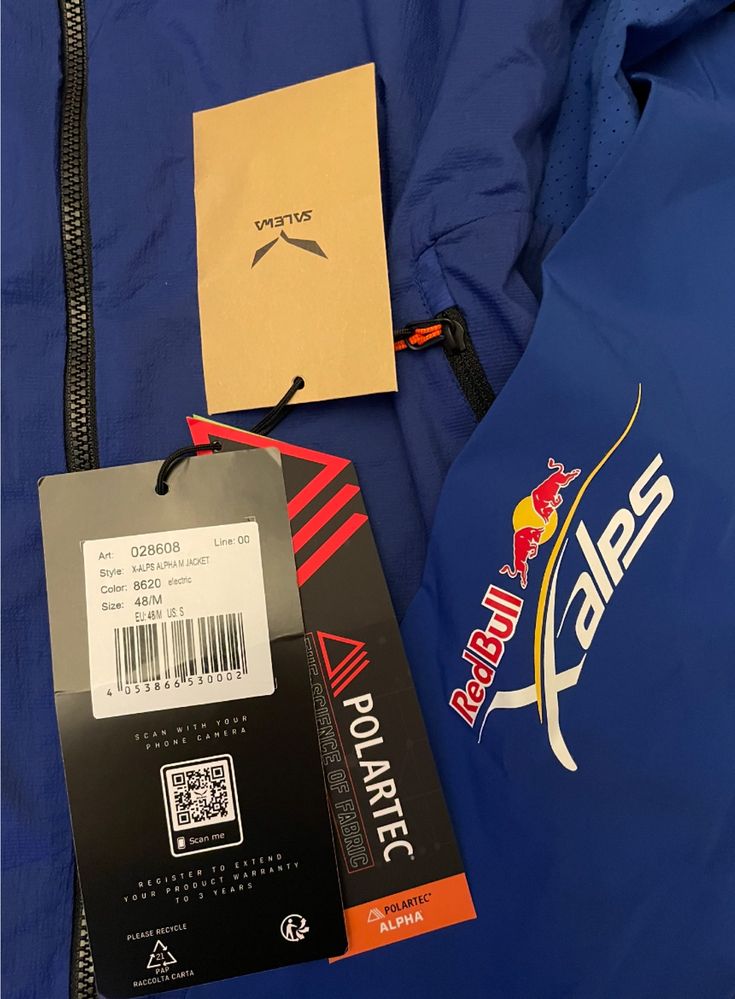 SALEWA
Art: 028608 Line: 00
Style: X-ALPS ALPHA M JACKET
Color: 8620 electric
Size: 48/M
EU: 48/M US: S
4 053866 530002
SCAN WITH YOUR
PHONE CAMERA
Scan me
REGISTER TO EXTEND
YOUR PRODUCT WARRANTY
TO 3 YEARS
PLEASE RECYCLE
21
PAP
RACCOLTA CARTA
POLARTEC®
THE SCIENCE OF FABRIC
POLARTEC®
ALPHA®
Red Bull
X-alps